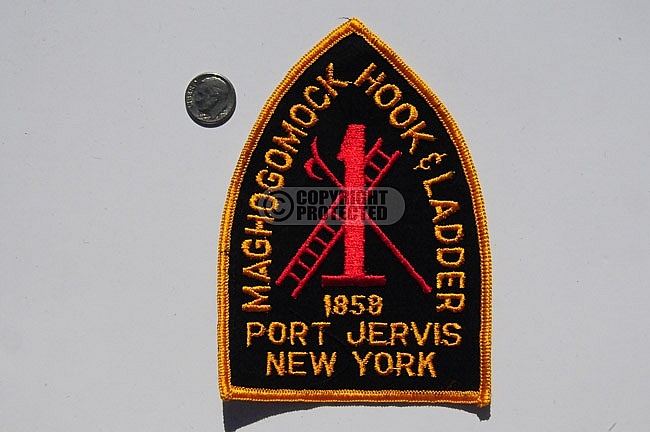 MAGHOGOMOCK HOOK & LADDER
1
© COPYRIGHT
PROTECTED
1858
PORT JERVIS
NEW YORK